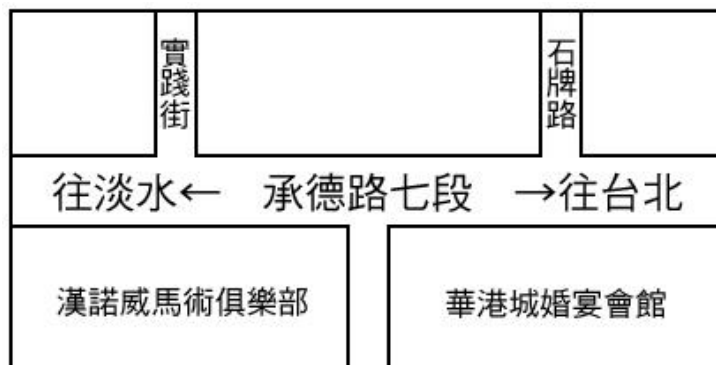 實踐街
石牌路
往淡水← 承德路七段 →往台北
漢諾威馬術俱樂部
華港城婚宴會館